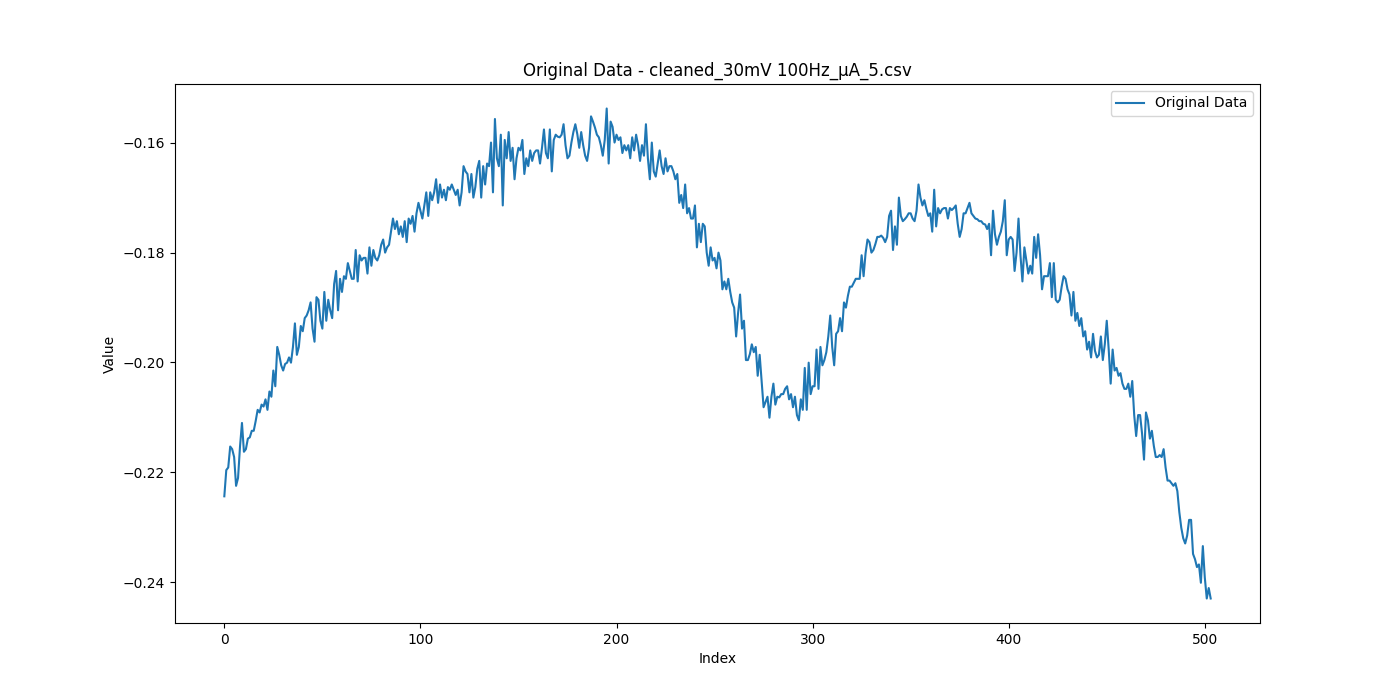 Original Data - cleaned_30mV 100Hz_μA_5.csv
Original Data
−0.16
−0.18
−0.20
−0.22
−0.24
Value
0 100 200 300 400 500
Index